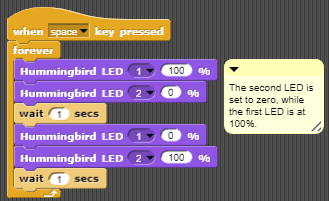 when space key pressed
forever
Hummingbird LED 1 100 %
Hummingbird LED 2 0 %
wait 1 secs
Hummingbird LED 1 0 %
Hummingbird LED 2 100 %
wait 1 secs
The second LED is
set to zero, while
the first LED is at
100%.